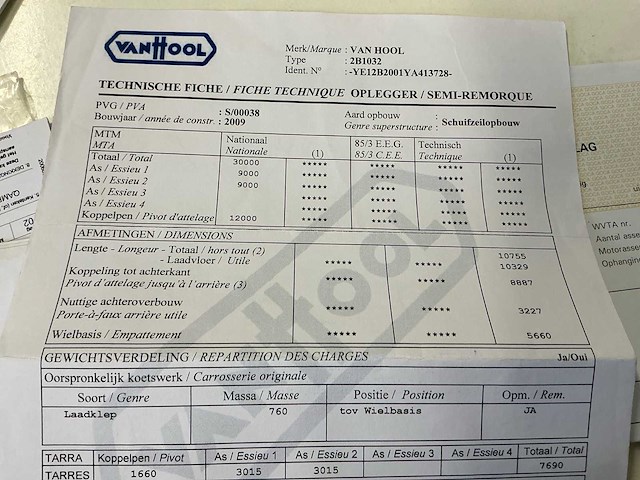 VANHOOL
Merk/Marque : VAN HOOL
Type : 2B1032
Ident. N° : -YE12B2001YA413728-
TECHNISCHE FICHE / FICHE TECHNIQUE OPLEGGER / SEMI-REMORQUE
PVG / PVA : S/00038
Bouwjaar / année de constr. : 2009
Aard opbouw
Genre superstructure : Schuifzeilopbouw
MTM Nationaal 85/3 E.E.G. Technisch
MTA Nationale (1) 85/3 C.E.E. Technique (1)
Totaal / Total 30000 ***** ***** ***** *****
As / Essieu 1 9000 ***** ***** ***** *****
As / Essieu 2 9000 ***** ***** ***** *****
As / Essieu 3 ***** ***** ***** *****
As / Essieu 4 ***** ***** ***** *****
Koppelpen / Pivot d'attelage 12000 ***** ***** ***** *****
AFMETINGEN / DIMENSIONS
Lengte - Longeur - Totaal / hors tout (2) 10755
- Laadvloer / Utile ***** ***** 10329
Koppeling tot achterkant ***** ***** 8887
Pivot d'attelage jusqu'à l'arrière (3)
Nuttige achteroverbouw
Porte-à-faux arrière utile ***** ***** 3227
Wielbasis / Empattement ***** ***** 5660
GEWICHTSVERDELING / REPARTITION DES CHARGES Ja/Oui
Oorspronkelijk koetswerk / Carrosserie originale
Soort / Genre Massa / Masse Positie / Position Opm. / Rem.
Laadklep 760 tov Wielbasis JA
TARRA Koppelpen / Pivot As / Essieu 1 As / Essieu 2 As / Essieu 3 As / Essieu 4 Totaal / Total
TARRES 1660 3015 3015 7690
VANHOOL
LAG
WVTA nr.
Aantal asse
Motorasse
Ophanging
02